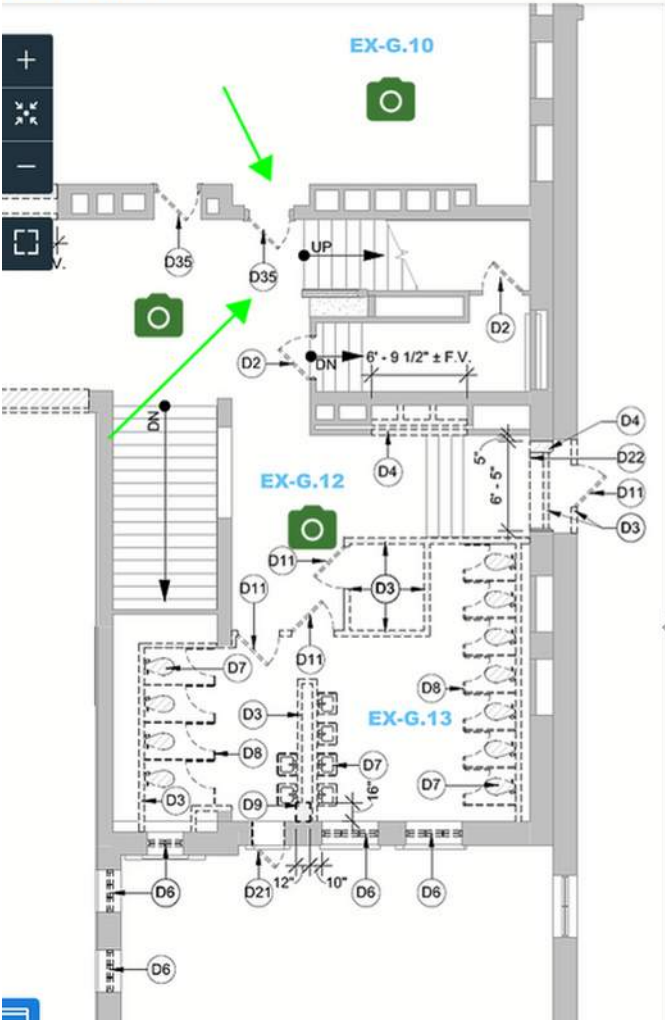 EX-G.10
UP
D35
D35
V.
D2
D2
DN
6' - 9 1/2" ± F.V.
DN
D4
D4
5"
D22
6' - 5"
D11
D3
EX-G.12
D11
D3
D11
D11
D7
D8
D3
EX-G.13
D8
D7
D7
D3
D9
16"
D21
12"
10"
D6
D6
D6
D6
D6